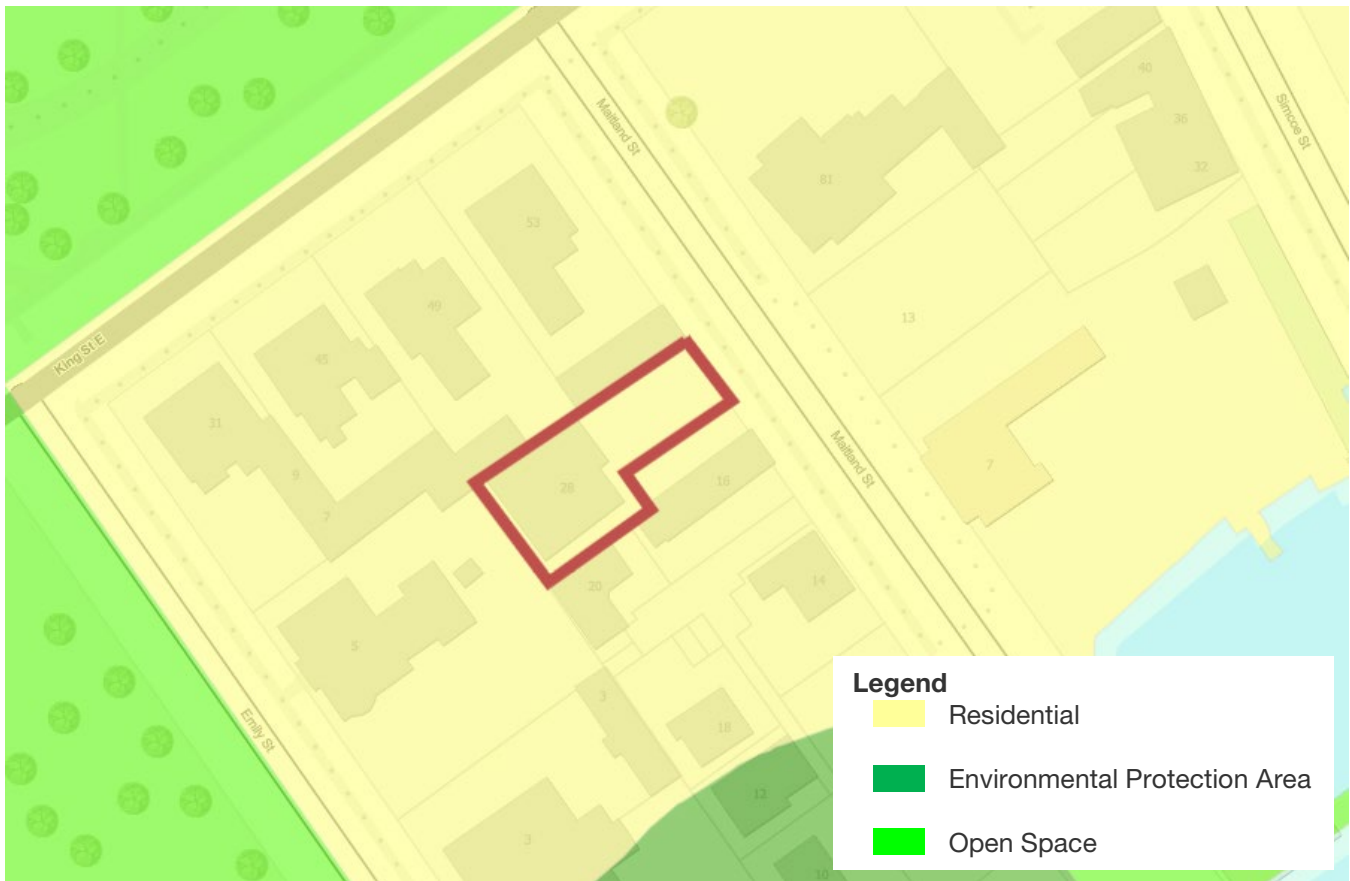 40
Simcoe St
Maitland St
36
81
32
53
49
13
King St E
45
31
Maitland St
7
9
28
16
7
20
14
5
3
Emily St
18
12
3
10
Legend
Residential
Environmental Protection Area
Open Space